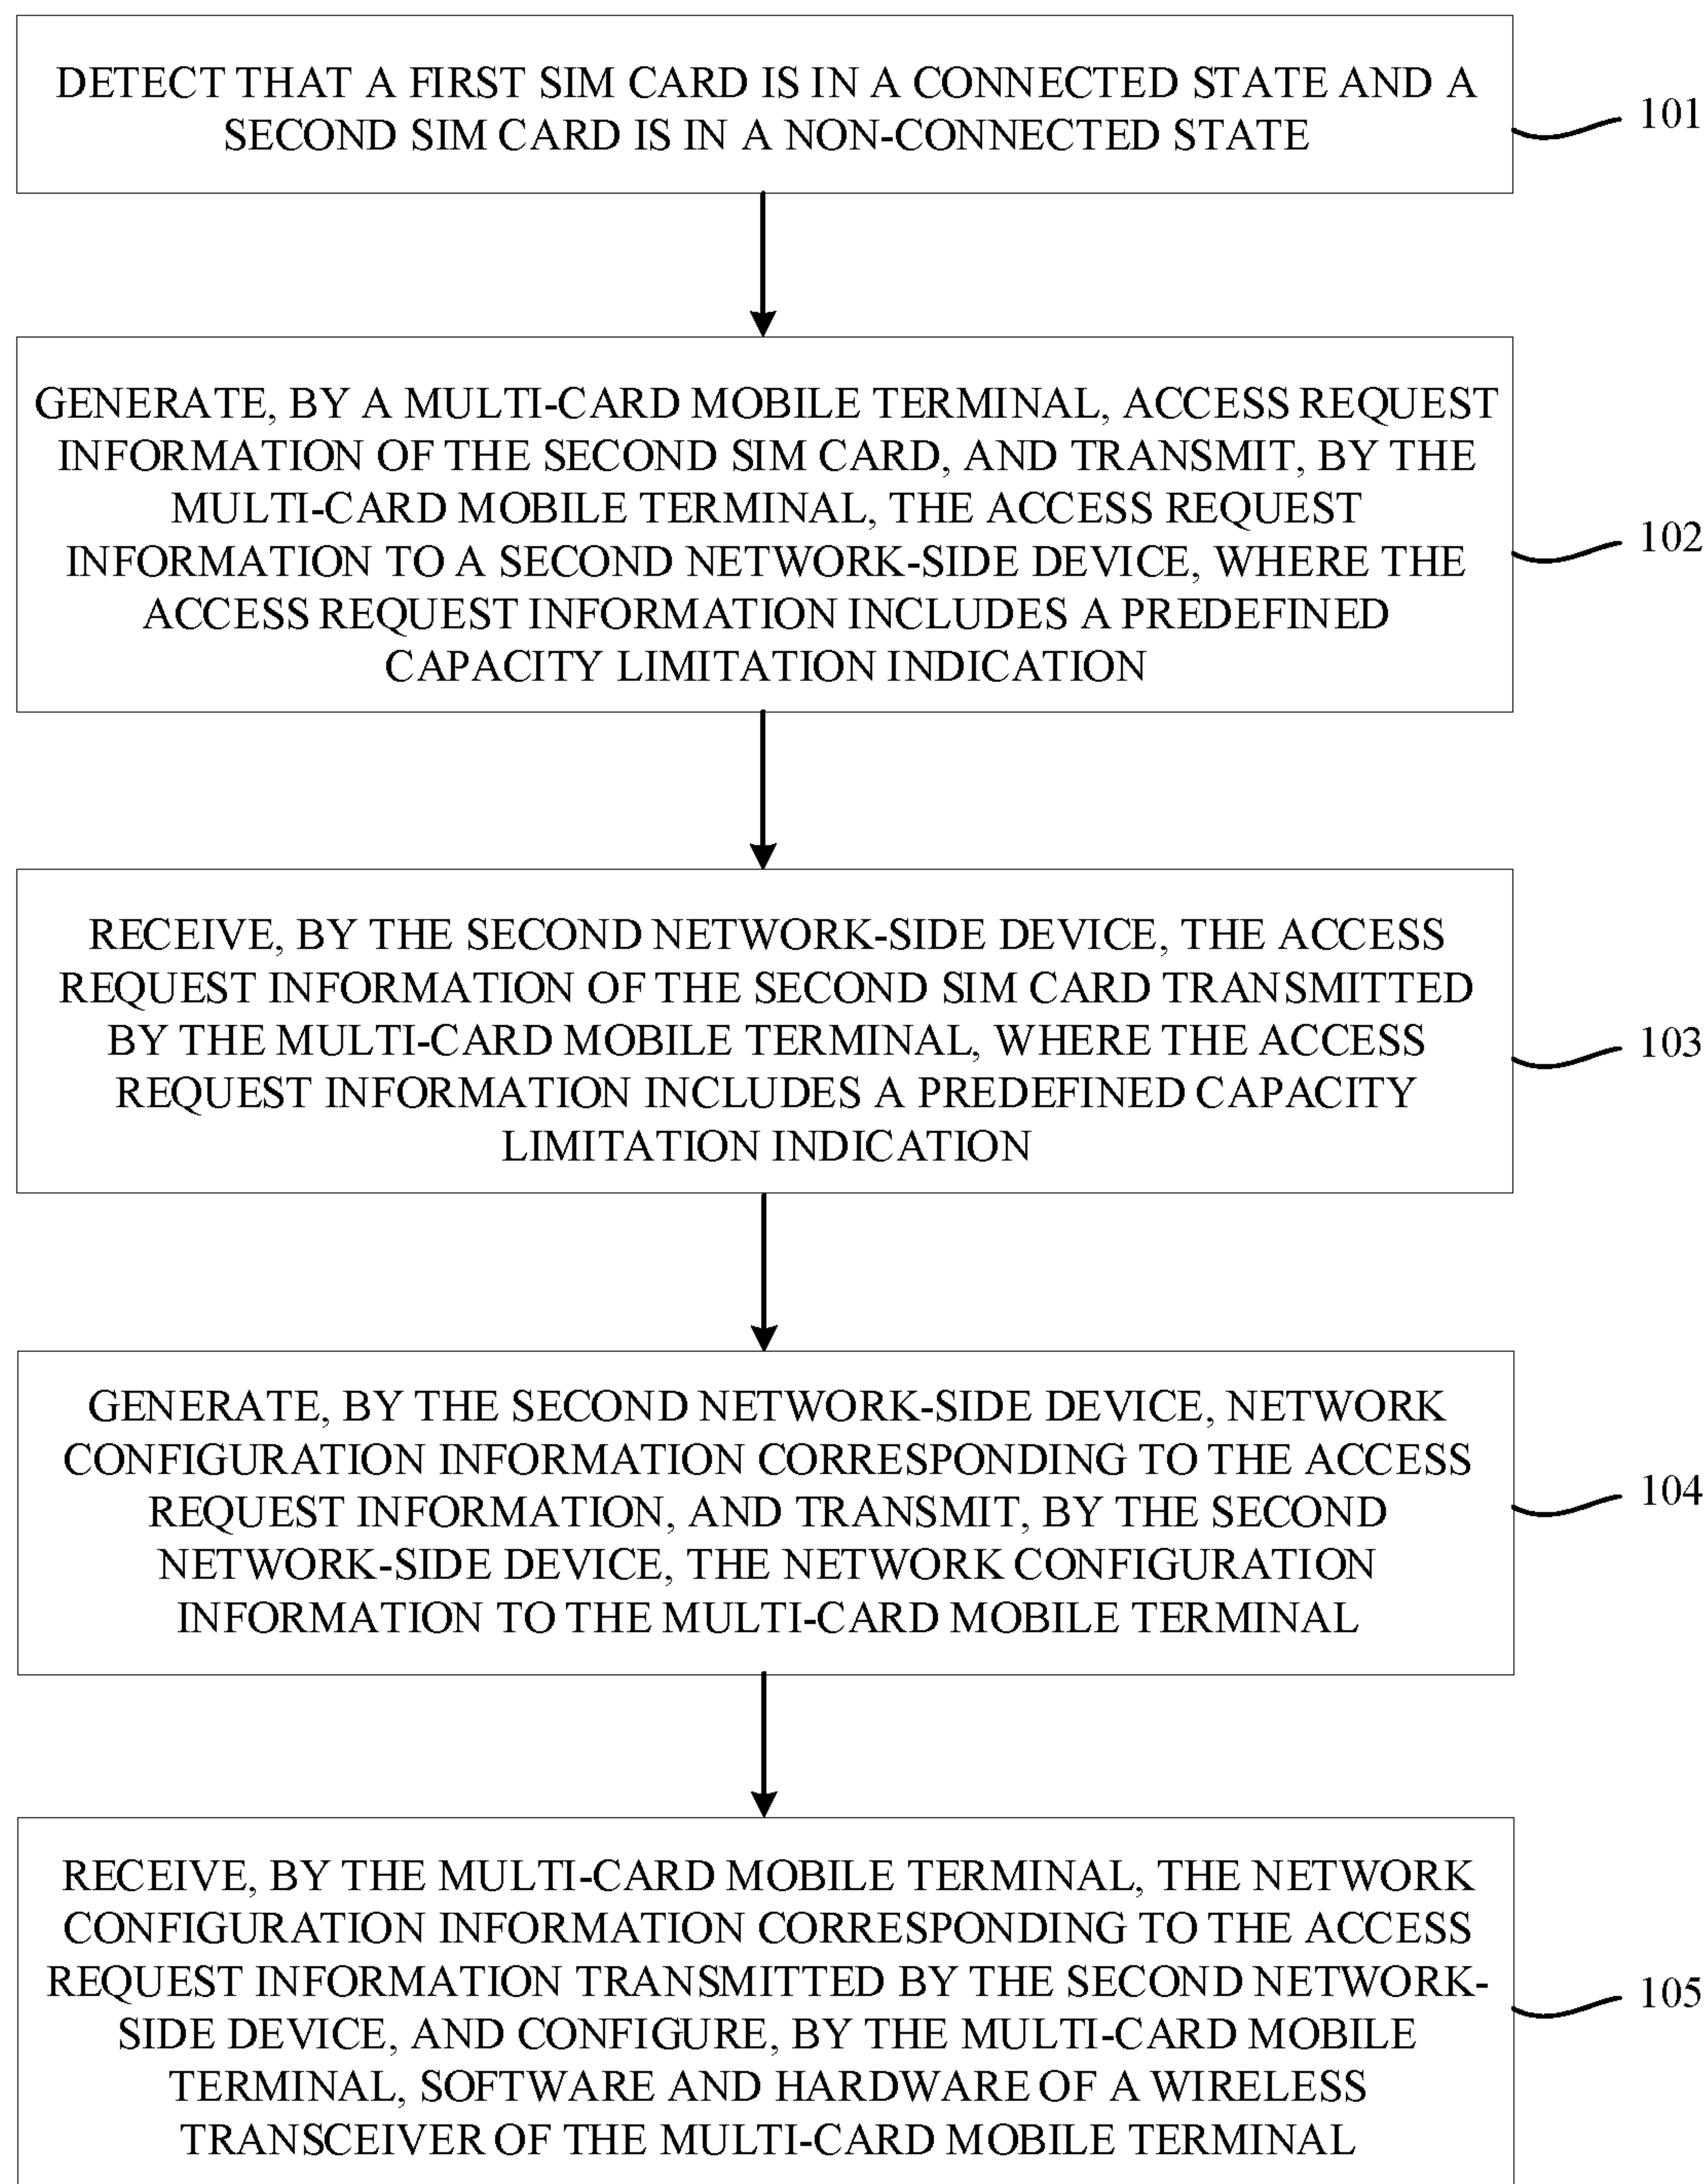 DETECT THAT A FIRST SIM CARD IS IN A CONNECTED STATE AND A
SECOND SIM CARD IS IN A NON-CONNECTED STATE
101
GENERATE, BY A MULTI-CARD MOBILE TERMINAL, ACCESS REQUEST
INFORMATION OF THE SECOND SIM CARD, AND TRANSMIT, BY THE
MULTI-CARD MOBILE TERMINAL, THE ACCESS REQUEST
INFORMATION TO A SECOND NETWORK-SIDE DEVICE, WHERE THE
ACCESS REQUEST INFORMATION INCLUDES A PREDEFINED
CAPACITY LIMITATION INDICATION
102
RECEIVE, BY THE SECOND NETWORK-SIDE DEVICE, THE ACCESS
REQUEST INFORMATION OF THE SECOND SIM CARD TRANSMITTED
BY THE MULTI-CARD MOBILE TERMINAL, WHERE THE ACCESS
REQUEST INFORMATION INCLUDES A PREDEFINED CAPACITY
LIMITATION INDICATION
103
GENERATE, BY THE SECOND NETWORK-SIDE DEVICE, NETWORK
CONFIGURATION INFORMATION CORRESPONDING TO THE ACCESS
REQUEST INFORMATION, AND TRANSMIT, BY THE SECOND
NETWORK-SIDE DEVICE, THE NETWORK CONFIGURATION
INFORMATION TO THE MULTI-CARD MOBILE TERMINAL
104
RECEIVE, BY THE MULTI-CARD MOBILE TERMINAL, THE NETWORK
CONFIGURATION INFORMATION CORRESPONDING TO THE ACCESS
REQUEST INFORMATION TRANSMITTED BY THE SECOND NETWORK-
SIDE DEVICE, AND CONFIGURE, BY THE MULTI-CARD MOBILE
TERMINAL, SOFTWARE AND HARDWARE OF A WIRELESS
TRANSCEIVER OF THE MULTI-CARD MOBILE TERMINAL
105